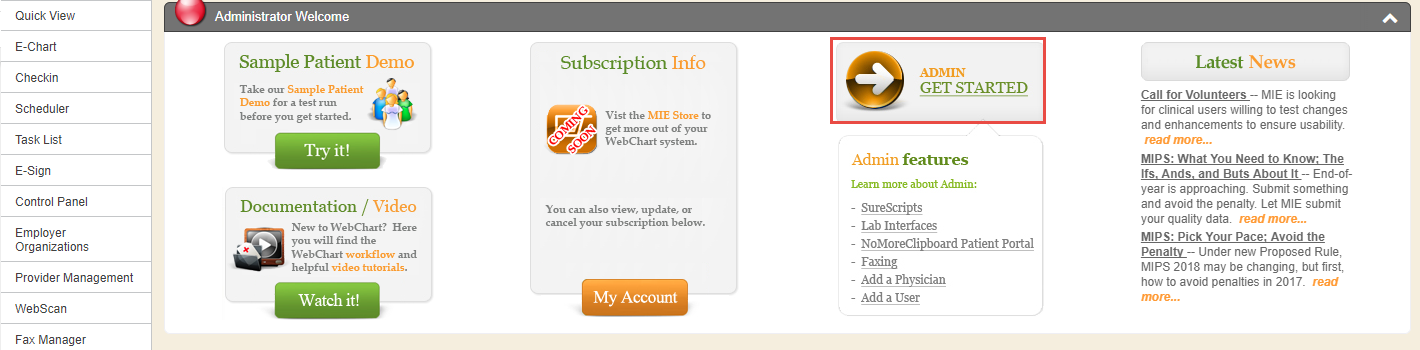 Quick View
E-Chart
Checkin
Scheduler
Task List
E-Sign
Control Panel
Employer
Organizations
Provider Management
WebScan
Fax Manager
Administrator Welcome
Sample Patient Demo
Take our Sample Patient
Demo for a test run
before you get started.
Try it!
Documentation / Video
New to WebChart? Here
you will find the
WebChart workflow and
helpful video tutorials.
Watch it!
Subscription Info
COMING
SOON
Vist the MIE Store to
get more out of your
WebChart system.
You can also view, update, or
cancel your subscription below.
My Account
ADMIN
GET STARTED
Admin features
Learn more about Admin:
- SureScripts
- Lab Interfaces
- NoMoreClipboard Patient Portal
- Faxing
- Add a Physician
- Add a User
Latest News
Call for Volunteers -- MIE is looking
for clinical users willing to test changes
and enhancements to ensure usability.
read more...
MIPS: What You Need to Know; The
Ifs, Ands, and Buts About It -- End-of-
year is approaching. Submit something
and avoid the penalty. Let MIE submit
your quality data. read more...
MIPS: Pick Your Pace; Avoid the
Penalty -- Under new Proposed Rule,
MIPS 2018 may be changing, but first,
how to avoid penalties in 2017. read
more...